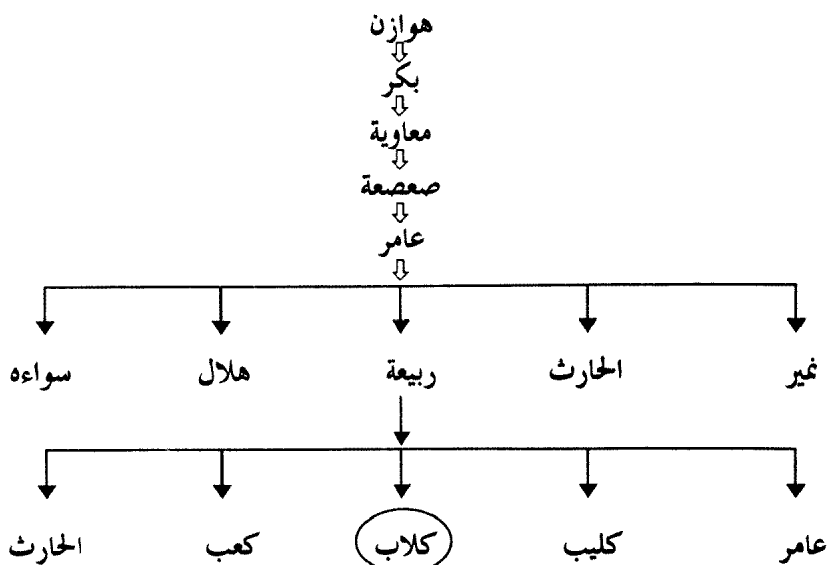 هوازن
بكر
معاوية
صعصعة
عامر
نمير الحارث ربيعة هلال سواءه
عامر كليب كلاب كعب الحارث